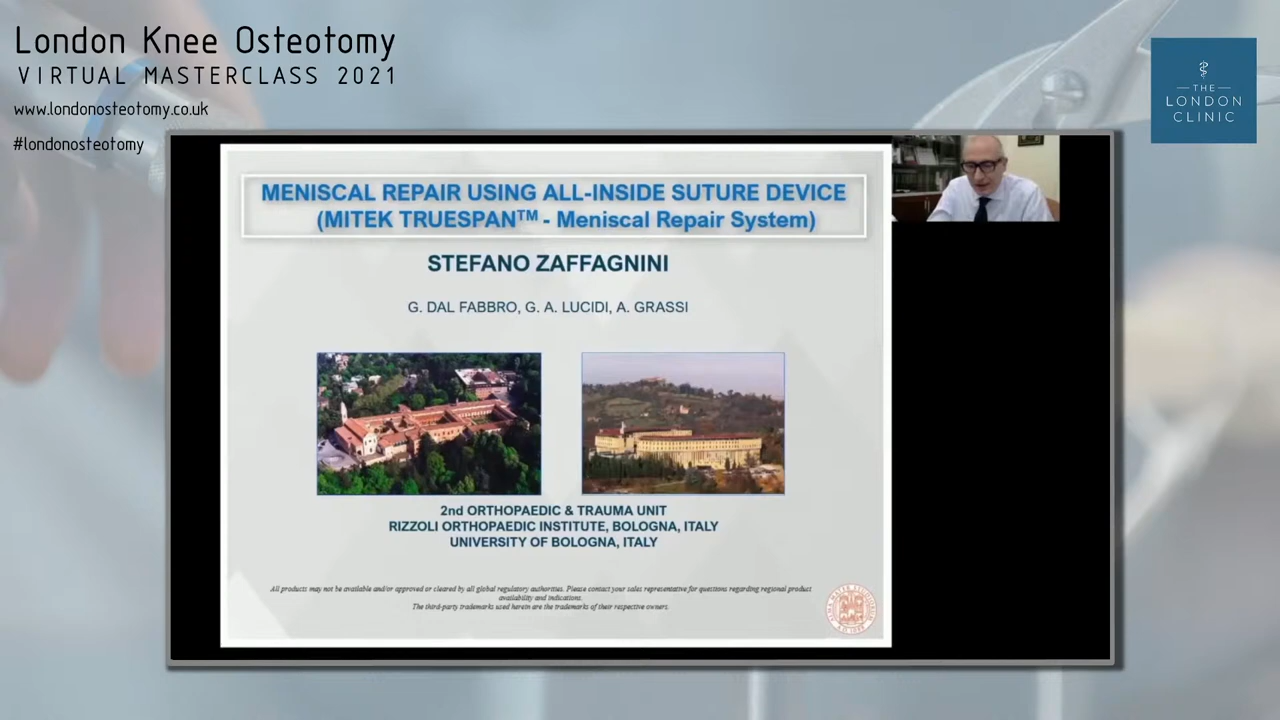 London Knee Osteotomy
VIRTUAL MASTERCLASS 2021
www.londonosteotomy.co.uk
#londonosteotomy
THE
LONDON
CLINIC
MENISCAL REPAIR USING ALL-INSIDE SUTURE DEVICE
(MITEK TRUESPAN™ - Meniscal Repair System)
STEFANO ZAFFAGNINI
G. DAL FABBRO, G. A. LUCIDI, A. GRASSI
2nd ORTHOPAEDIC & TRAUMA UNIT
RIZZOLI ORTHOPAEDIC INSTITUTE, BOLOGNA, ITALY
UNIVERSITY OF BOLOGNA, ITALY
All products may not be available and/or approved or cleared by all global regulatory authorities. Please contact your sales representative for questions regarding regional product
availability and indications.
The third-party trademarks used herein are the trademarks of their respective owners.